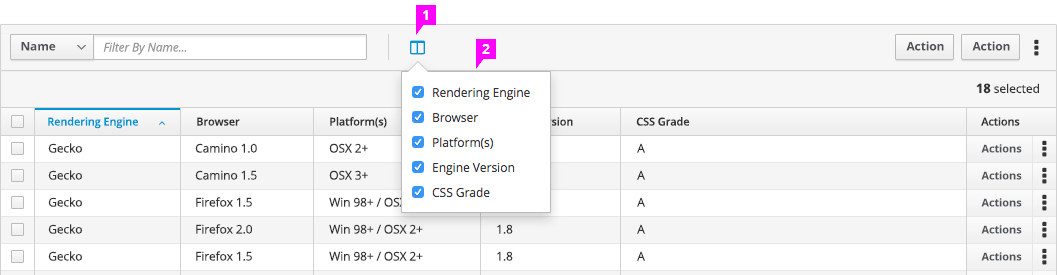 1
Name Filter By Name... Action Action
2
18 selected
Rendering Engine
Browser
Platform(s)
Engine Version
CSS Grade
Rendering Engine Browser Platform(s) sion CSS Grade Actions
Gecko Camino 1.0 OSX 2+ A Actions
Gecko Camino 1.5 OSX 3+ A Actions
Gecko Firefox 1.5 Win 98+ / OSX A Actions
Gecko Firefox 2.0 Win 98+ / OSX 2+ 1.8 A Actions
Gecko Firefox 1.5 Win 98+ / OSX 2+ 1.8 A Actions